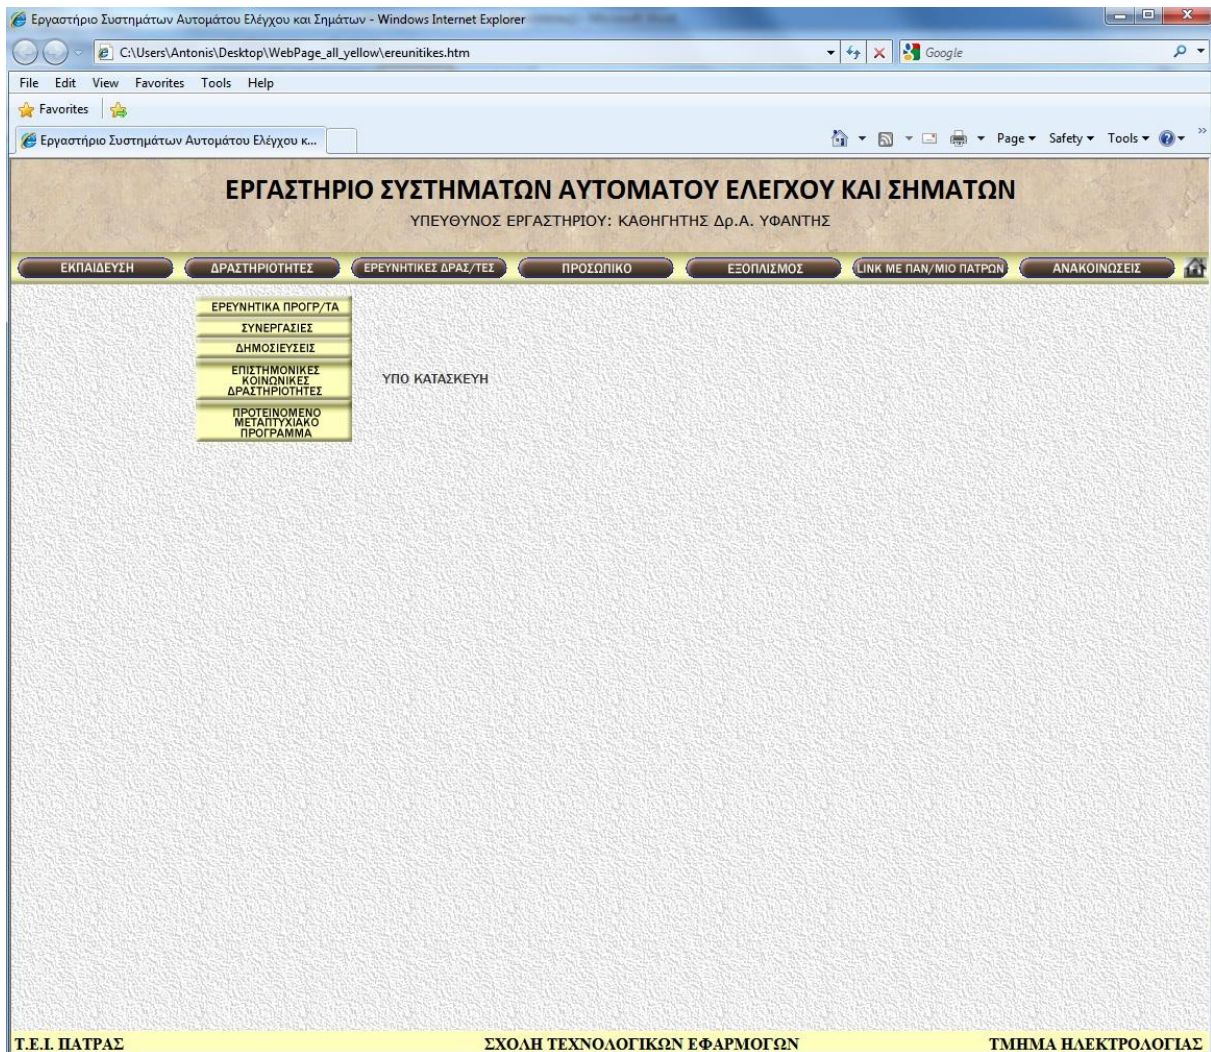 Εργαστήριο Συστημάτων Αυτομάτου Ελέγχου και Σημάτων - Windows Internet Explorer
C:\Users\Antonis\Desktop\WebPage_all_yellow\ereunitikes.htm
Google
File Edit View Favorites Tools Help
Favorites
Εργαστήριο Συστημάτων Αυτομάτου Ελέγχου κ...
Page Safety Tools
ΕΡΓΑΣΤΗΡΙΟ ΣΥΣΤΗΜΑΤΩΝ ΑΥΤΟΜΑΤΟΥ ΕΛΕΓΧΟΥ ΚΑΙ ΣΗΜΑΤΩΝ
ΥΠΕΥΘΥΝΟΣ ΕΡΓΑΣΤΗΡΙΟΥ: ΚΑΘΗΓΗΤΗΣ Δρ.Α. ΥΦΑΝΤΗΣ
ΕΚΠΑΙΔΕΥΣΗ ΔΡΑΣΤΗΡΙΟΤΗΤΕΣ ΕΡΕΥΝΗΤΙΚΕΣ ΔΡΑΣ/ΤΕΣ ΠΡΟΣΩΠΙΚΟ ΕΞΟΠΛΙΣΜΟΣ LINK ΜΕ ΠΑΝ/ΜΙΟ ΠΑΤΡΩΝ ΑΝΑΚΟΙΝΩΣΕΙΣ
ΕΡΕΥΝΗΤΙΚΑ ΠΡΟΓΡ/ΤΑ
ΣΥΝΕΡΓΑΣΙΕΣ
ΔΗΜΟΣΙΕΥΣΕΙΣ
ΕΠΙΣΤΗΜΟΝΙΚΕΣ
ΚΟΙΝΩΝΙΚΕΣ
ΔΡΑΣΤΗΡΙΟΤΗΤΕΣ
ΠΡΟΤΕΙΝΟΜΕΝΟ
ΜΕΤΑΠΤΥΧΙΑΚΟ
ΠΡΟΓΡΑΜΜΑ
ΥΠΟ ΚΑΤΑΣΚΕΥΗ
Τ.Ε.Ι. ΠΑΤΡΑΣ ΣΧΟΛΗ ΤΕΧΝΟΛΟΓΙΚΩΝ ΕΦΑΡΜΟΓΩΝ ΤΜΗΜΑ ΗΛΕΚΤΡΟΛΟΓΙΑΣ